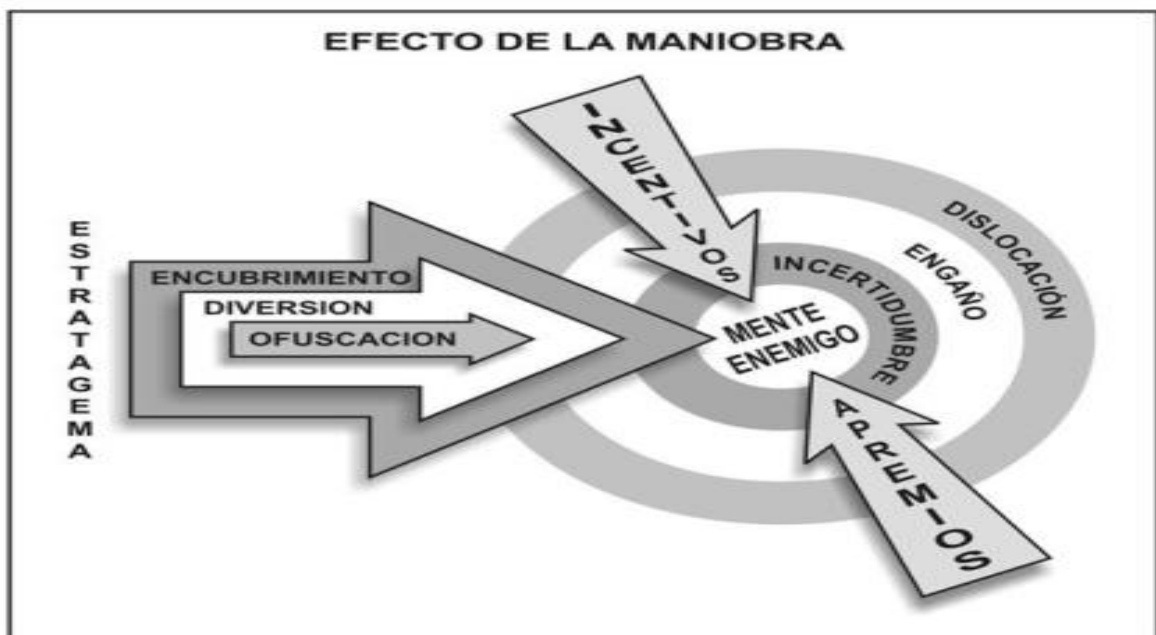 EFECTO DE LA MANIOBRA
ESTRATAGEMA
ENCUBRIMIENTO
DIVERSION
OFUSCACION
INCENTIVOS
DISLOCACIÓN
ENGAÑO
INCERTIDUMBRE
MENTE
ENEMIGO
APREMIOS